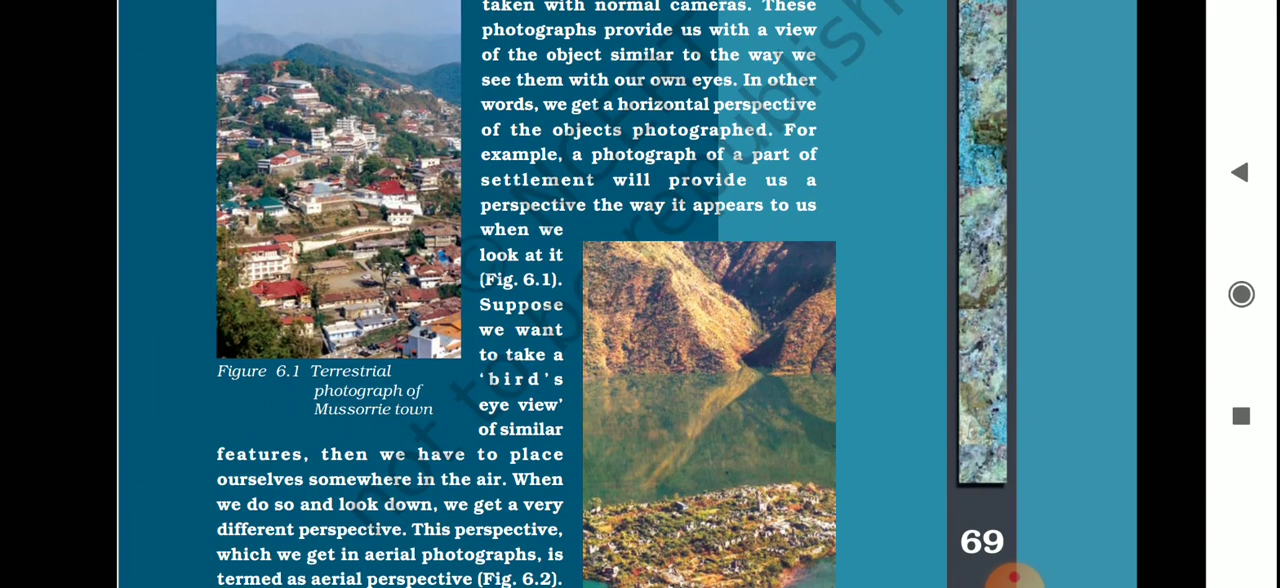 taken with normal cameras. These
photographs provide us with a view
of the object similar to the way we
see them with our own eyes. In other
words, we get a horizontal perspective
of the objects photographed. For
example, a photograph of a part of
settlement will provide us a
perspective the way it appears to us
when we
look at it
(Fig. 6.1).
Suppose
we want
to take a
‘bird’s
eye view’
of similar
features, then we have to place
ourselves somewhere in the air. When
we do so and look down, we get a very
different perspective. This perspective,
which we get in aerial photographs, is
termed as aerial perspective (Fig. 6.2).
Figure 6.1 Terrestrial
photograph of
Mussorrie town
69